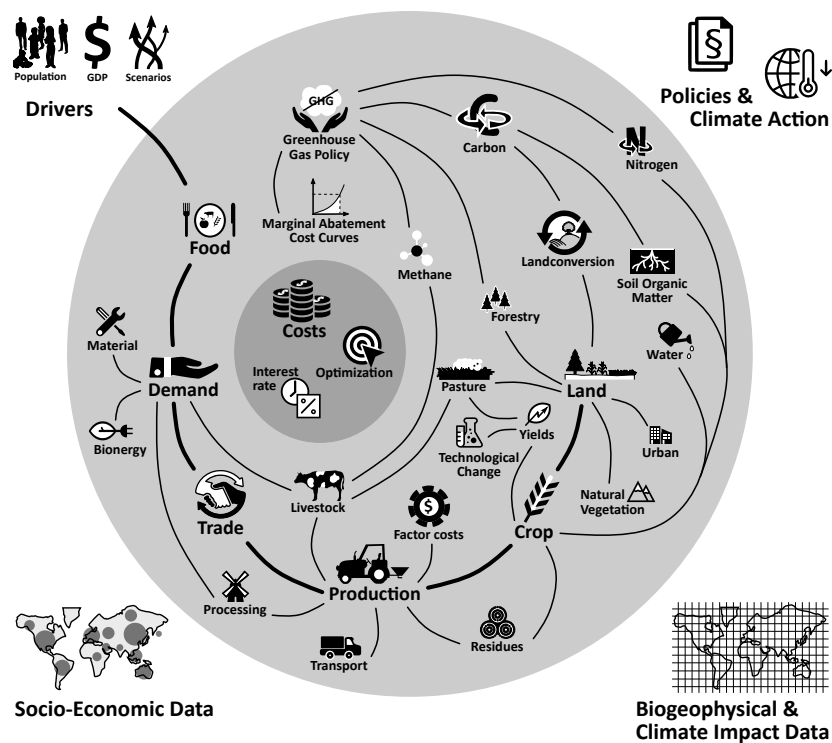 Population
GDP
Scenarios
Drivers
§
Policies &
Climate Action
GHG
Greenhouse
Gas Policy
C
Carbon
N
Nitrogen
Marginal Abatement
Cost Curves
Food
Methane
Landconversion
Soil Organic
Matter
Forestry
Water
Material
Costs
Interest
rate
%
Optimization
Demand
Pasture
Land
Bionergy
Yields
Technological
Change
Urban
Natural
Vegetation
Livestock
$
Factor costs
Trade
Crop
Production
Processing
Transport
Residues
Socio-Economic Data
Biogeophysical &
Climate Impact Data